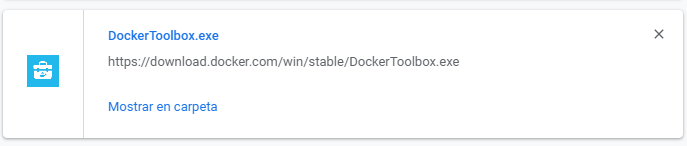 DockerToolbox.exe
https://download.docker.com/win/stable/DockerToolbox.exe
Mostrar en carpeta